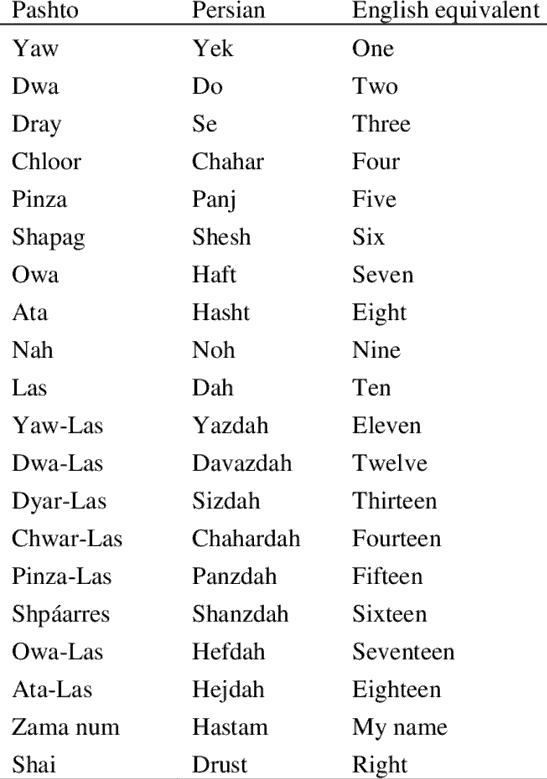 Pashto Persian English equivalent
Yaw Yek One
Dwa Do Two
Dray Se Three
Chloor Chahar Four
Pinza Panj Five
Shapag Shesh Six
Owa Haft Seven
Ata Hasht Eight
Nah Noh Nine
Las Dah Ten
Yaw-Las Yazdah Eleven
Dwa-Las Davazdah Twelve
Dyar-Las Sizdah Thirteen
Chwar-Las Chahardah Fourteen
Pinza-Las Panzdah Fifteen
Shpáarres Shanzdah Sixteen
Owa-Las Hefdah Seventeen
Ata-Las Hejdah Eighteen
Zama num Hastam My name
Shai Drust Right